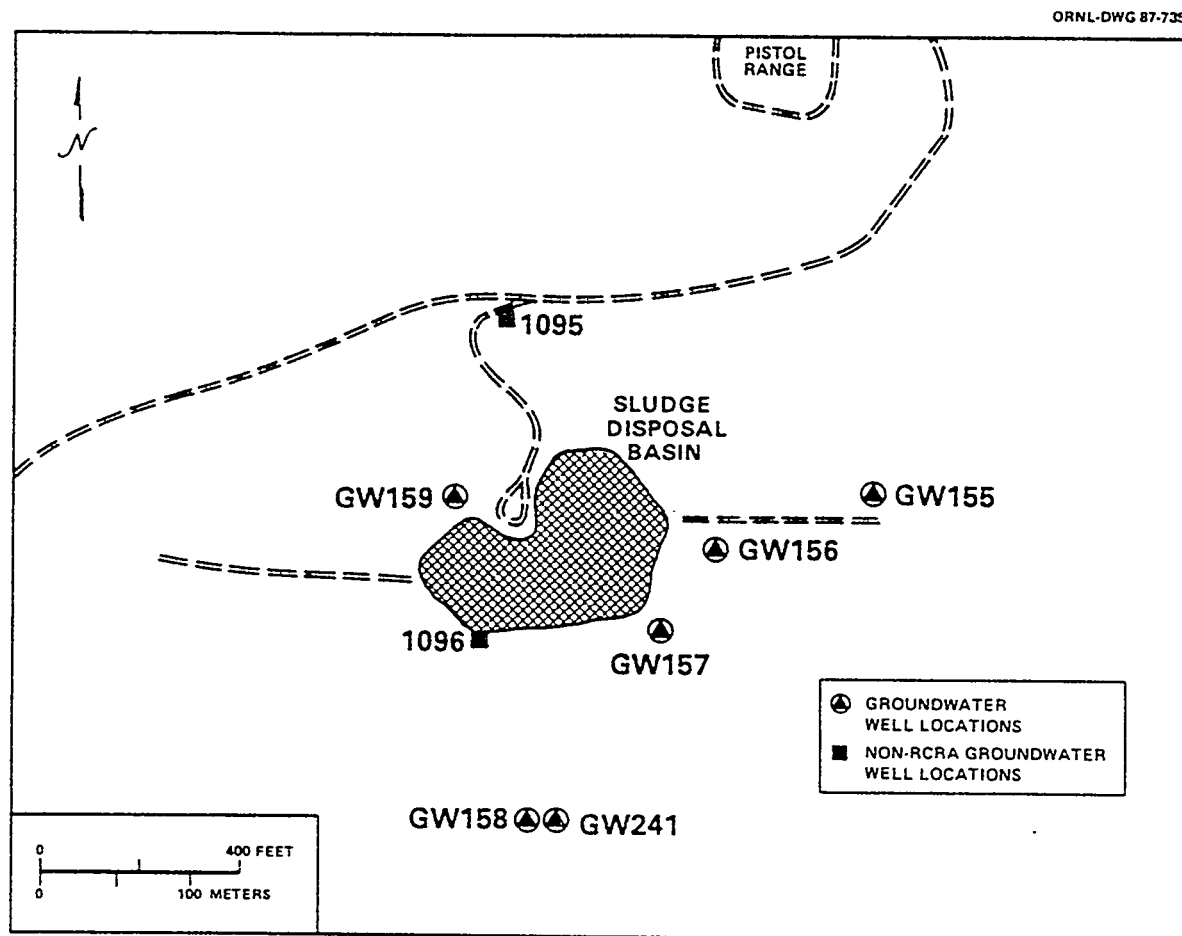 ORNL-DWG 87-739
PISTOL
RANGE
N
1095
SLUDGE
DISPOSAL
BASIN
GW159
GW155
GW156
1096
GW157
GROUNDWATER
WELL LOCATIONS
NON-RCRA GROUNDWATER
WELL LOCATIONS
GW158
GW241
0 400 FEET
0 100 METERS